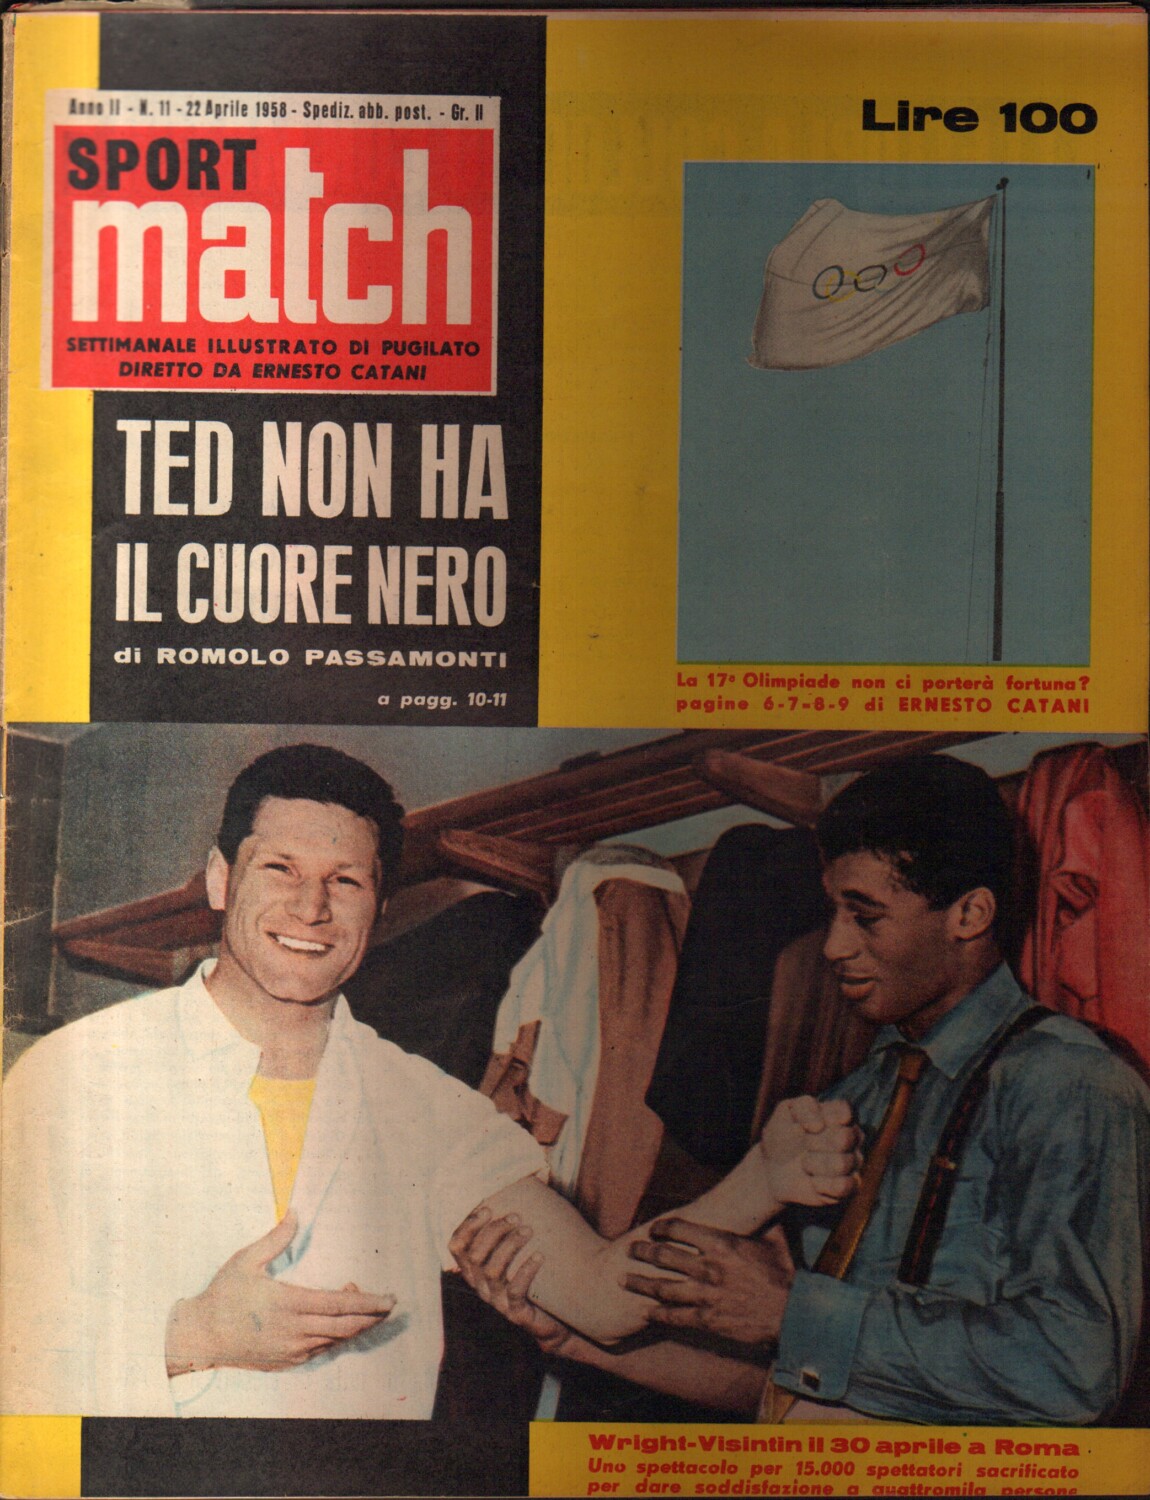 Anno II - N. 11 - 22 Aprile 1958 - Spediz. abb. post. - Gr. II
Lire 100
SPORT
match
SETTIMANALE ILLUSTRATO DI PUGILATO
DIRETTO DA ERNESTO CATANI
TED NON HA
IL CUORE NERO
di ROMOLO PASSAMONTI
a pagg. 10-11
La 17ª Olimpiade non ci porterà fortuna?
pagine 6-7-8-9 di ERNESTO CATANI
Wright-Visintin il 30 aprile a Roma
Uno spettacolo per 15.000 spettatori sacrificato
per dare soddisfazione a quattromila persone